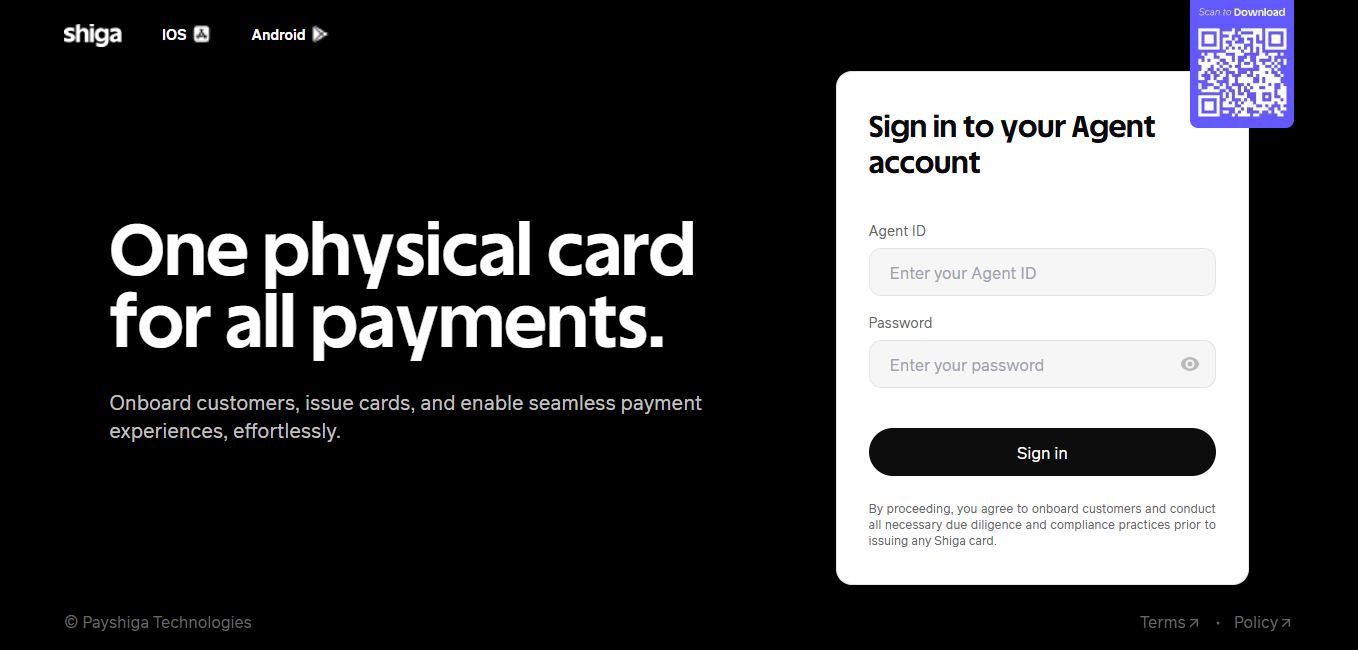 shiga
IOS
Android
Scan to Download
Sign in to your Agent
account
One physical card
for all payments.
Onboard customers, issue cards, and enable seamless payment
experiences, effortlessly.
Agent ID
Enter your Agent ID
Password
Enter your password
Sign in
By proceeding, you agree to onboard customers and conduct
all necessary due diligence and compliance practices prior to
issuing any Shiga card.
© Payshiga Technologies
Terms↗ · Policy↗